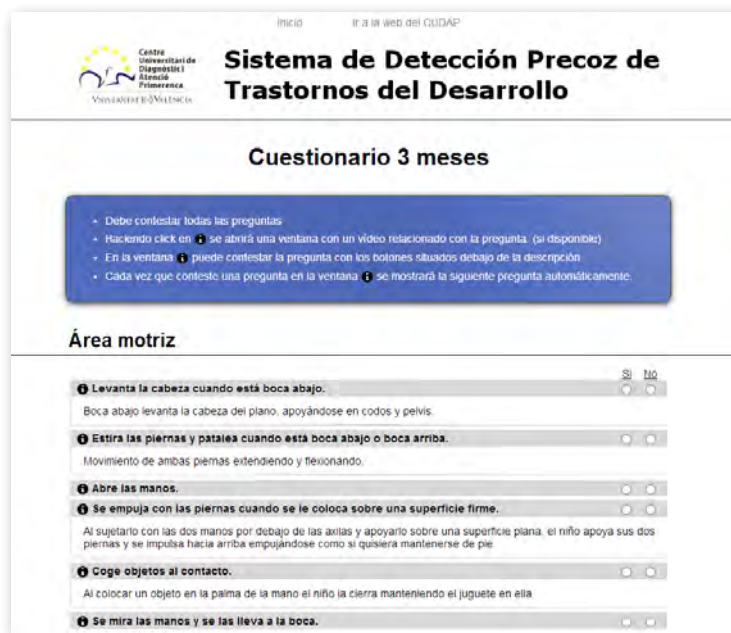 Inicio Ir a la web del CUDAP
Centre
Universitari de
Diagnòstic i
Atenció
Primerenca
VNIVERSITAT D VALÈNCIA
Sistema de Detección Precoz de
Trastornos del Desarrollo
Cuestionario 3 meses
Debe contestar todas las preguntas
Haciendo click en i se abrirá una ventana con un vídeo relacionado con la pregunta. (si disponible)
En la ventana i puede contestar la pregunta con los botones situados debajo de la descripción
Cada vez que conteste una pregunta en la ventana i se mostrará la siguiente pregunta automáticamente.
Área motriz
Si No
i Levanta la cabeza cuando está boca abajo.
Boca abajo levanta la cabeza del plano, apoyándose en codos y pelvis.
i Estira las piernas y patalea cuando está boca abajo o boca arriba.
Movimiento de ambas piernas extendiendo y flexionando.
i Abre las manos.
i Se empuja con las piernas cuando se le coloca sobre una superficie firme.
Al sujetarlo con las dos manos por debajo de las axilas y apoyarlo sobre una superficie plana, el niño apoya sus dos
piernas y se impulsa hacia arriba empujándose como si quisiera mantenerse de pie.
i Coge objetos al contacto.
Al colocar un objeto en la palma de la mano el niño la cierra manteniendo el juguete en ella
i Se mira las manos y se las lleva a la boca.